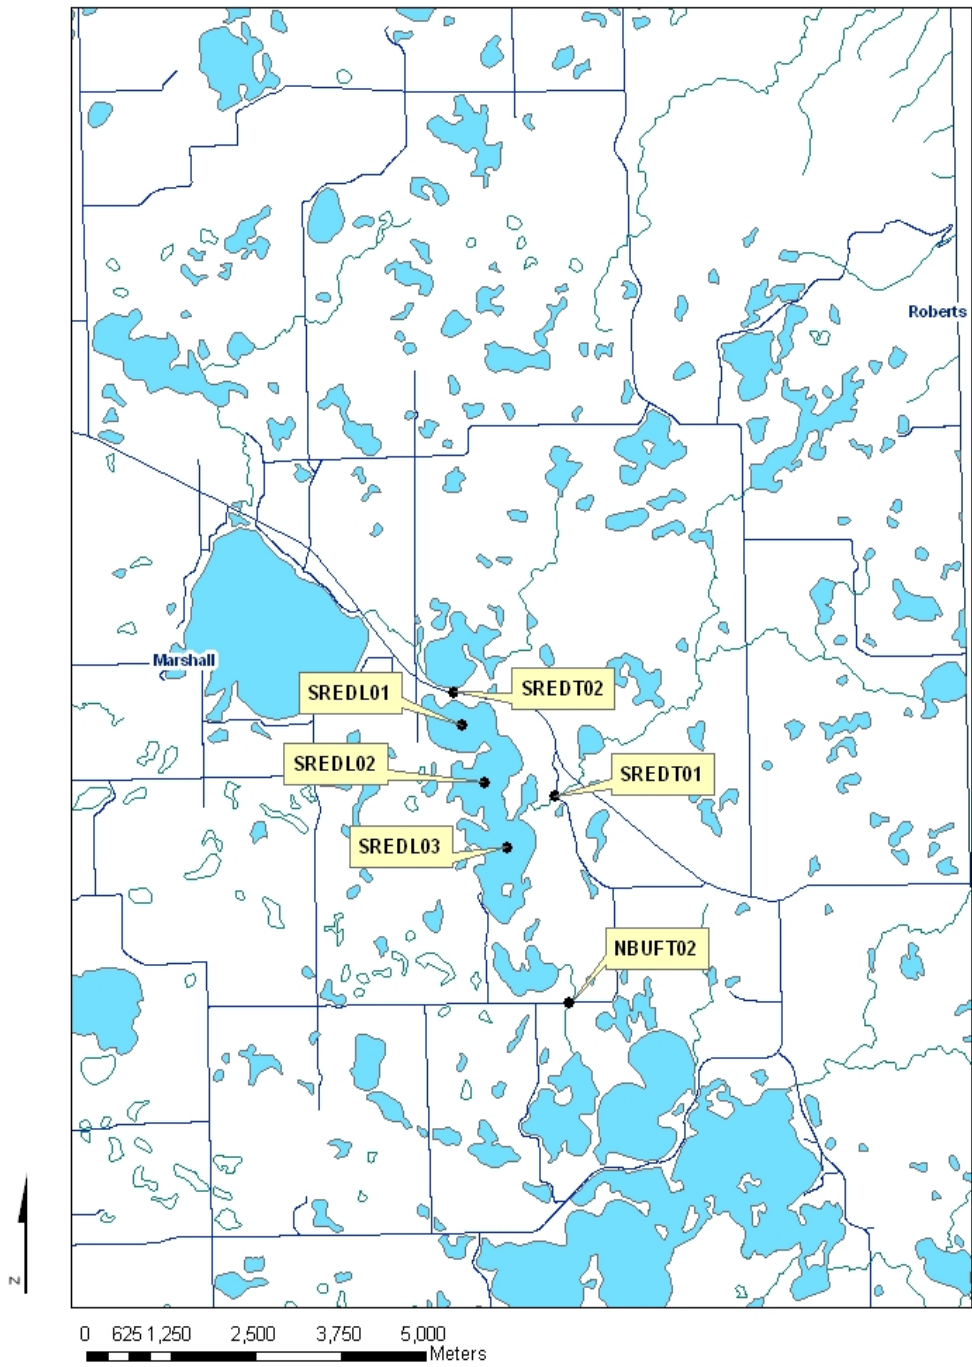 Roberts
Marshall
SREDL01
SREDT02
SREDL02
SREDT01
SREDL03
NBUFT02
N
0 625 1,250 2,500 3,750 5,000
Meters